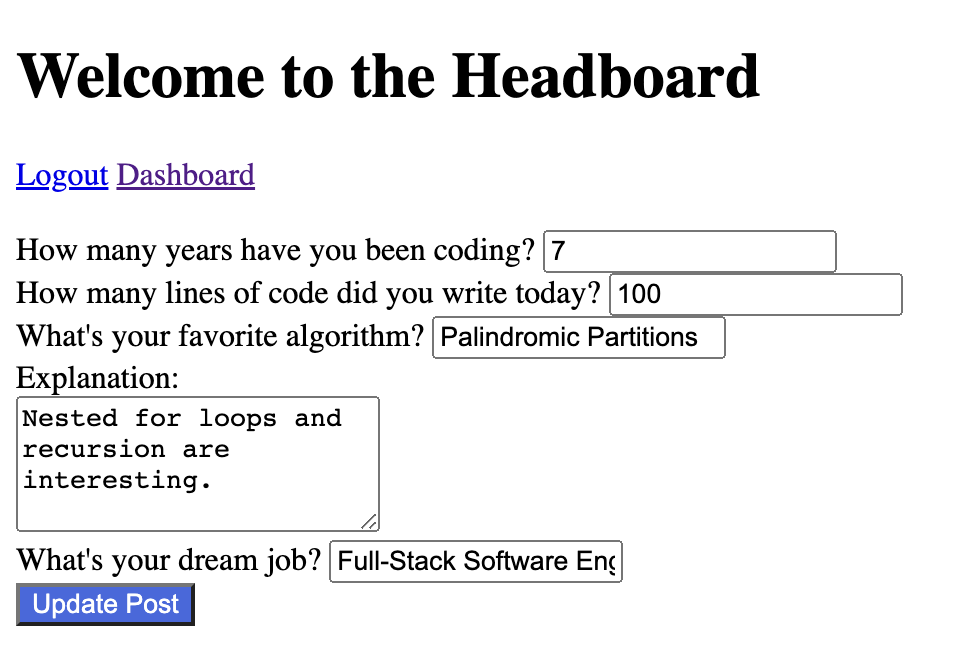 Welcome to the Headboard
Logout Dashboard
How many years have you been coding? 7
How many lines of code did you write today? 100
What's your favorite algorithm? Palindromic Partitions
Explanation:
Nested for loops and
recursion are
interesting.
What's your dream job? Full-Stack Software Eng
Update Post